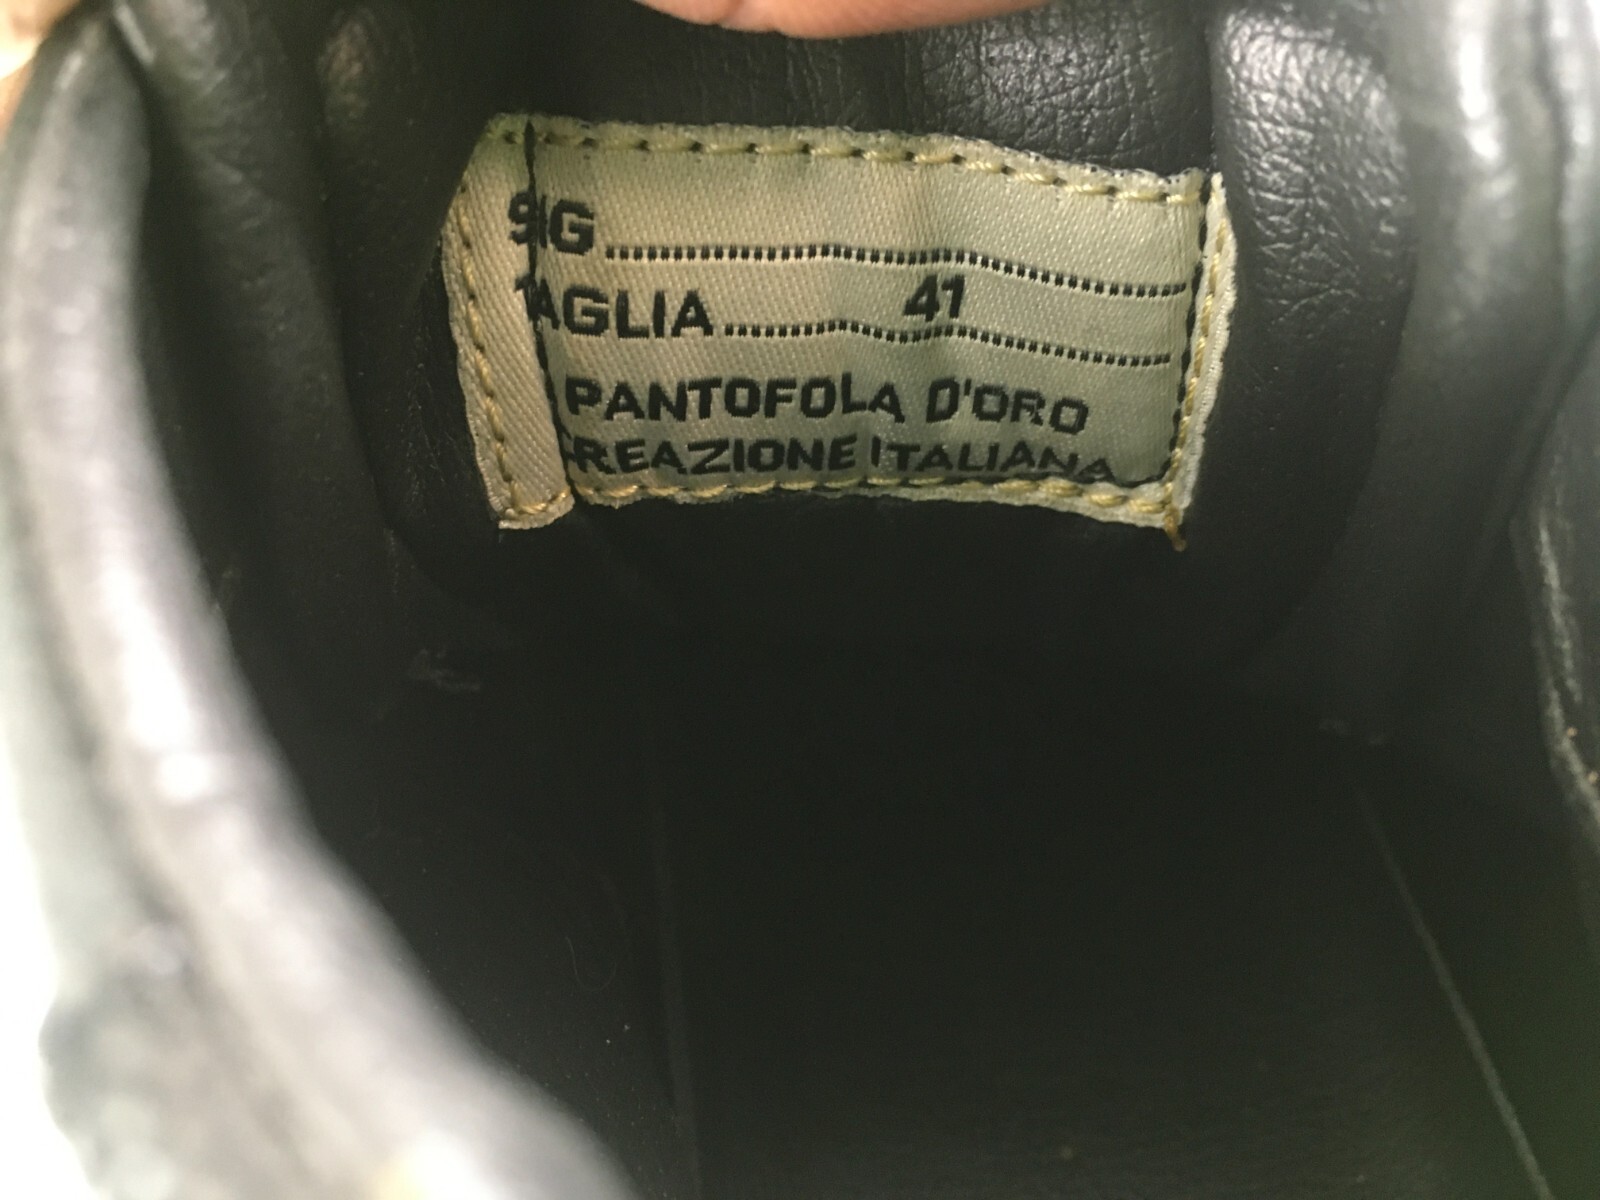 SIG
TAGLIA 41
PANTOFOLA D'ORO
CREAZIONE ITALIANA